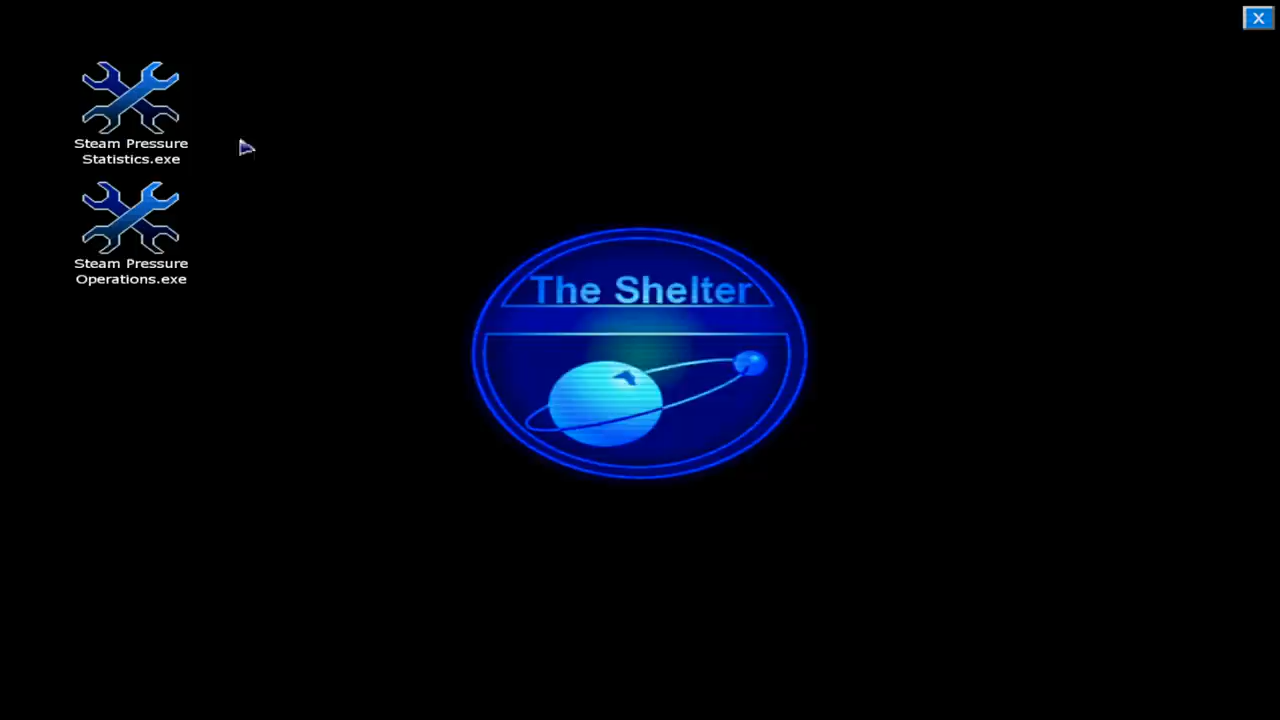 X
Steam Pressure
Statistics.exe
Steam Pressure
Operations.exe
The Shelter